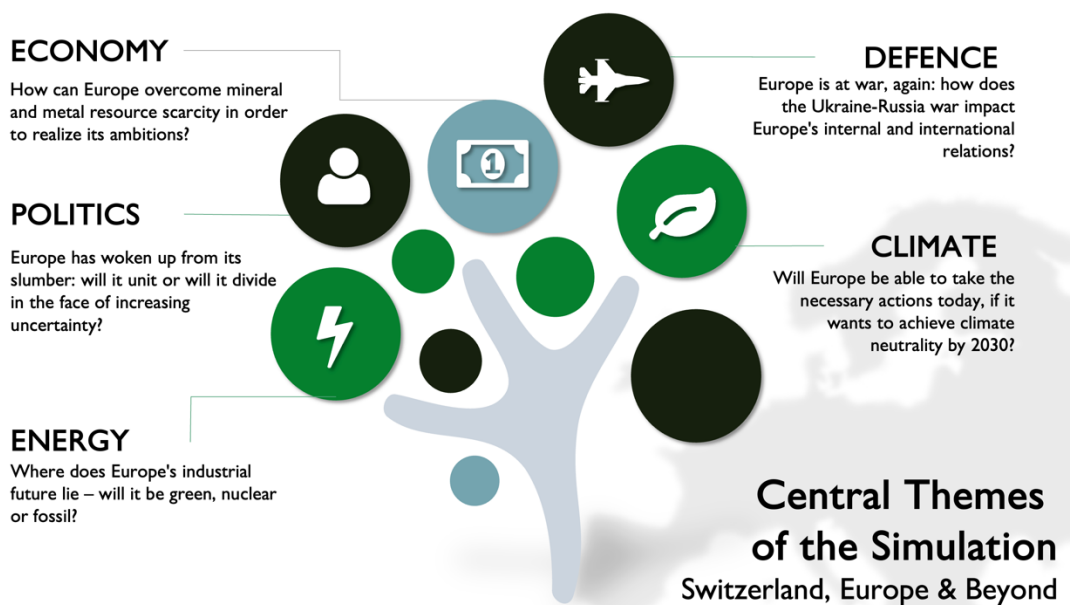 ECONOMY
How can Europe overcome mineral
and metal resource scarcity in order
to realize its ambitions?
POLITICS
Europe has woken up from its
slumber: will it unit or will it divide
in the face of increasing
uncertainty?
ENERGY
Where does Europe's industrial
future lie – will it be green, nuclear
or fossil?
1
DEFENCE
Europe is at war, again: how does
the Ukraine-Russia war impact
Europe's internal and international
relations?
CLIMATE
Will Europe be able to take the
necessary actions today, if it
wants to achieve climate
neutrality by 2030?
Central Themes
of the Simulation
Switzerland, Europe & Beyond